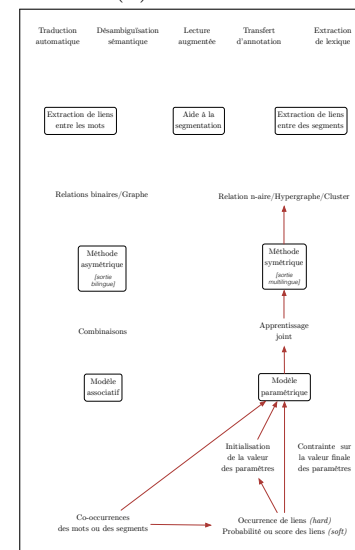 Traduction
automatique
Désambiguïsation
sémantique
Lecture
augmentée
Transfert
d'annotation
Extraction
de lexique
Extraction de liens
entre les mots
Aide à la
segmentation
Extraction de liens
entre des segments
Relations binaires/Graphe
Relation n-aire/Hypergraphe/Cluster
Méthode
asymétrique
[sortie
bilingue]
Méthode
symétrique
[sortie
mutilingue]
Combinaisons
Apprentissage
joint
Modèle
associatif
Modèle
paramétrique
Initialisation
de la valeur
des paramètres
Contrainte sur
la valeur finale
des paramètres
Co-occurrences
des mots ou des segments
Occurrence de liens (hard)
Probabilité ou score des liens (soft)